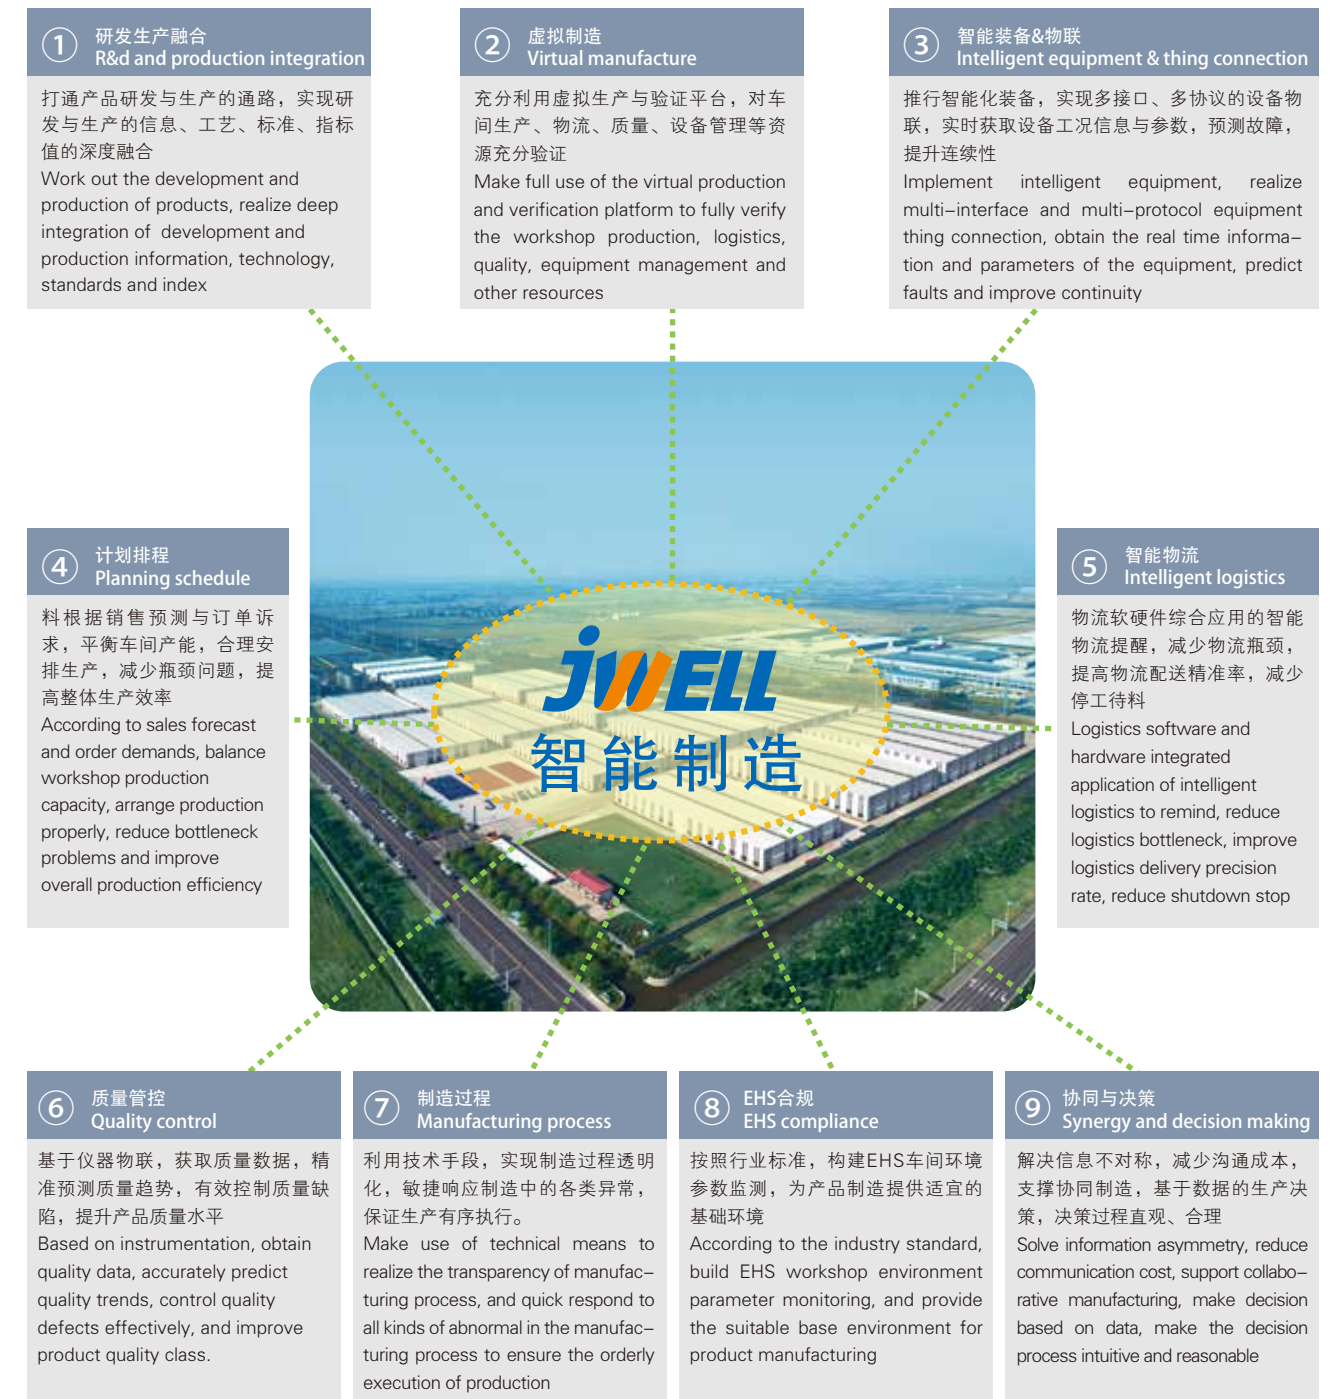 ① 研发生产融合
R&d and production integration
打通产品研发与生产的通路，实现研
发与生产的信息、工艺、标准、指标
值的深度融合
Work out the development and
production of products, realize deep
integration of development and
production information, technology,
standards and index
② 虚拟制造
Virtual manufacture
充分利用虚拟生产与验证平台，对车
间生产、物流、质量、设备管理等资
源充分验证
Make full use of the virtual production
and verification platform to fully verify
the workshop production, logistics,
quality, equipment management and
other resources
③ 智能装备&物联
Intelligent equipment & thing connection
推行智能化装备，实现多接口、多协议的设备物
联，实时获取设备工况信息与参数，预测故障，
提升连续性
Implement intelligent equipment, realize
multi-interface and multi-protocol equipment
thing connection, obtain the real time informa-
tion and parameters of the equipment, predict
faults and improve continuity
④ 计划排程
Planning schedule
料根据销售预测与订单诉
求，平衡车间产能，合理安
排生产，减少瓶颈问题，提
高整体生产效率
According to sales forecast
and order demands, balance
workshop production
capacity, arrange production
properly, reduce bottleneck
problems and improve
overall production efficiency
JWELL
智能制造
JWELL
⑤ 智能物流
Intelligent logistics
物流软硬件综合应用的智能
物流提醒，减少物流瓶颈，
提高物流配送精准率，减少
停工待料
Logistics software and
hardware integrated
application of intelligent
logistics to remind, reduce
logistics bottleneck, improve
logistics delivery precision
rate, reduce shutdown stop
⑥ 质量管控
Quality control
基于仪器物联，获取质量数据，精
准预测质量趋势，有效控制质量缺
陷，提升产品质量水平
Based on instrumentation, obtain
quality data, accurately predict
quality trends, control quality
defects effectively, and improve
product quality class.
⑦ 制造过程
Manufacturing process
利用技术手段，实现制造过程透明
化，敏捷响应制造中的各类异常，
保证生产有序执行。
Make use of technical means to
realize the transparency of manufac-
turing process, and quick respond to
all kinds of abnormal in the manufac-
turing process to ensure the orderly
execution of production
⑧ EHS合规
EHS compliance
按照行业标准，构建EHS车间环境
参数监测，为产品制造提供适宜的
基础环境
According to the industry standard,
build EHS workshop environment
parameter monitoring, and provide
the suitable base environment for
product manufacturing
⑨ 协同与决策
Synergy and decision making
解决信息不对称，减少沟通成本，
支撑协同制造，基于数据的生产决
策，决策过程直观、合理
Solve information asymmetry, reduce
communication cost, support collabo-
rative manufacturing, make decision
based on data, make the decision
process intuitive and reasonable